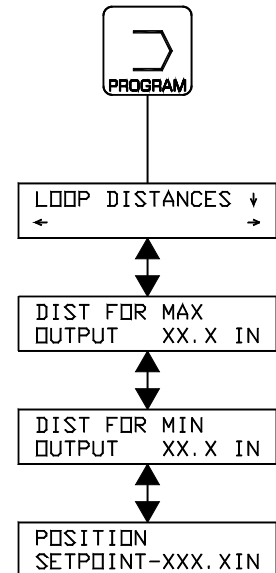 PROGRAM
LOOP DISTANCES ↓
← →
DIST FOR MAX
OUTPUT XX.X IN
DIST FOR MIN
OUTPUT XX.X IN
POSITION
SETPOINT-XXX.XIN